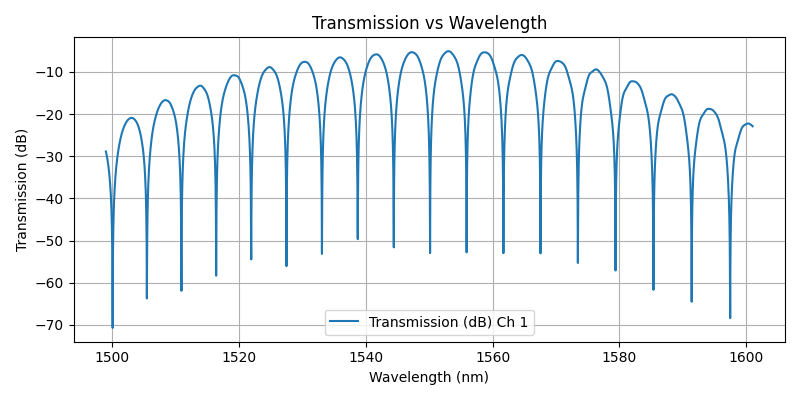 Transmission vs Wavelength
Transmission (dB)
−10
−20
−30
−40
−50
−60
−70
Transmission (dB) Ch 1
1500 1520 1540 1560 1580 1600
Wavelength (nm)